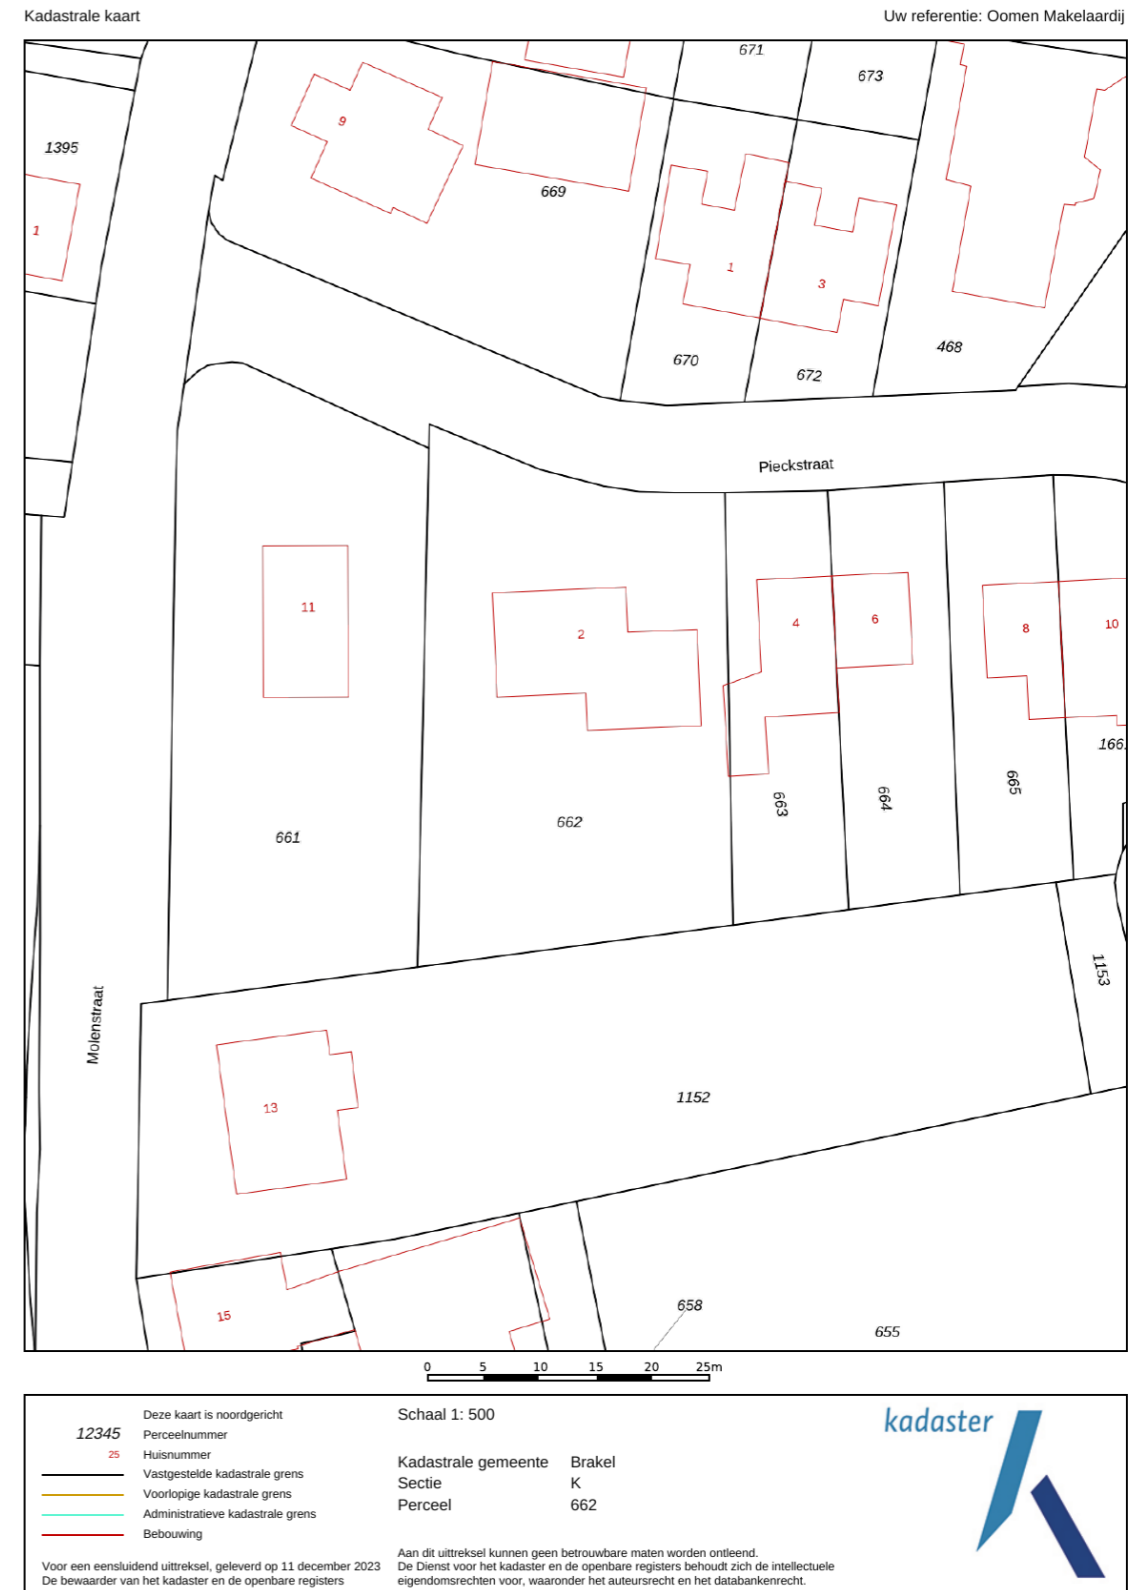 Kadastrale kaart
Uw referentie: Oomen Makelaardij
671
673
9
1395
669
1
1
3
670
672
468
Pieckstraat
11
2
4
6
8
10
166
663
664
665
661
662
1153
Molenstraat
13
1152
15
658
655
0 5 10 15 20 25m
Deze kaart is noordgericht
12345 Perceelnummer
25 Huisnummer
Vastgestelde kadastrale grens
Voorlopige kadastrale grens
Administratieve kadastrale grens
Bebouwing
Voor een eensluidend uittreksel, geleverd op 11 december 2023
De bewaarder van het kadaster en de openbare registers
Schaal 1: 500
Kadastrale gemeente Brakel
Sectie K
Perceel 662
Aan dit uittreksel kunnen geen betrouwbare maten worden ontleend.
De Dienst voor het kadaster en de openbare registers behoudt zich de intellectuele
eigendomsrechten voor, waaronder het auteursrecht en het databankenrecht.
kadaster